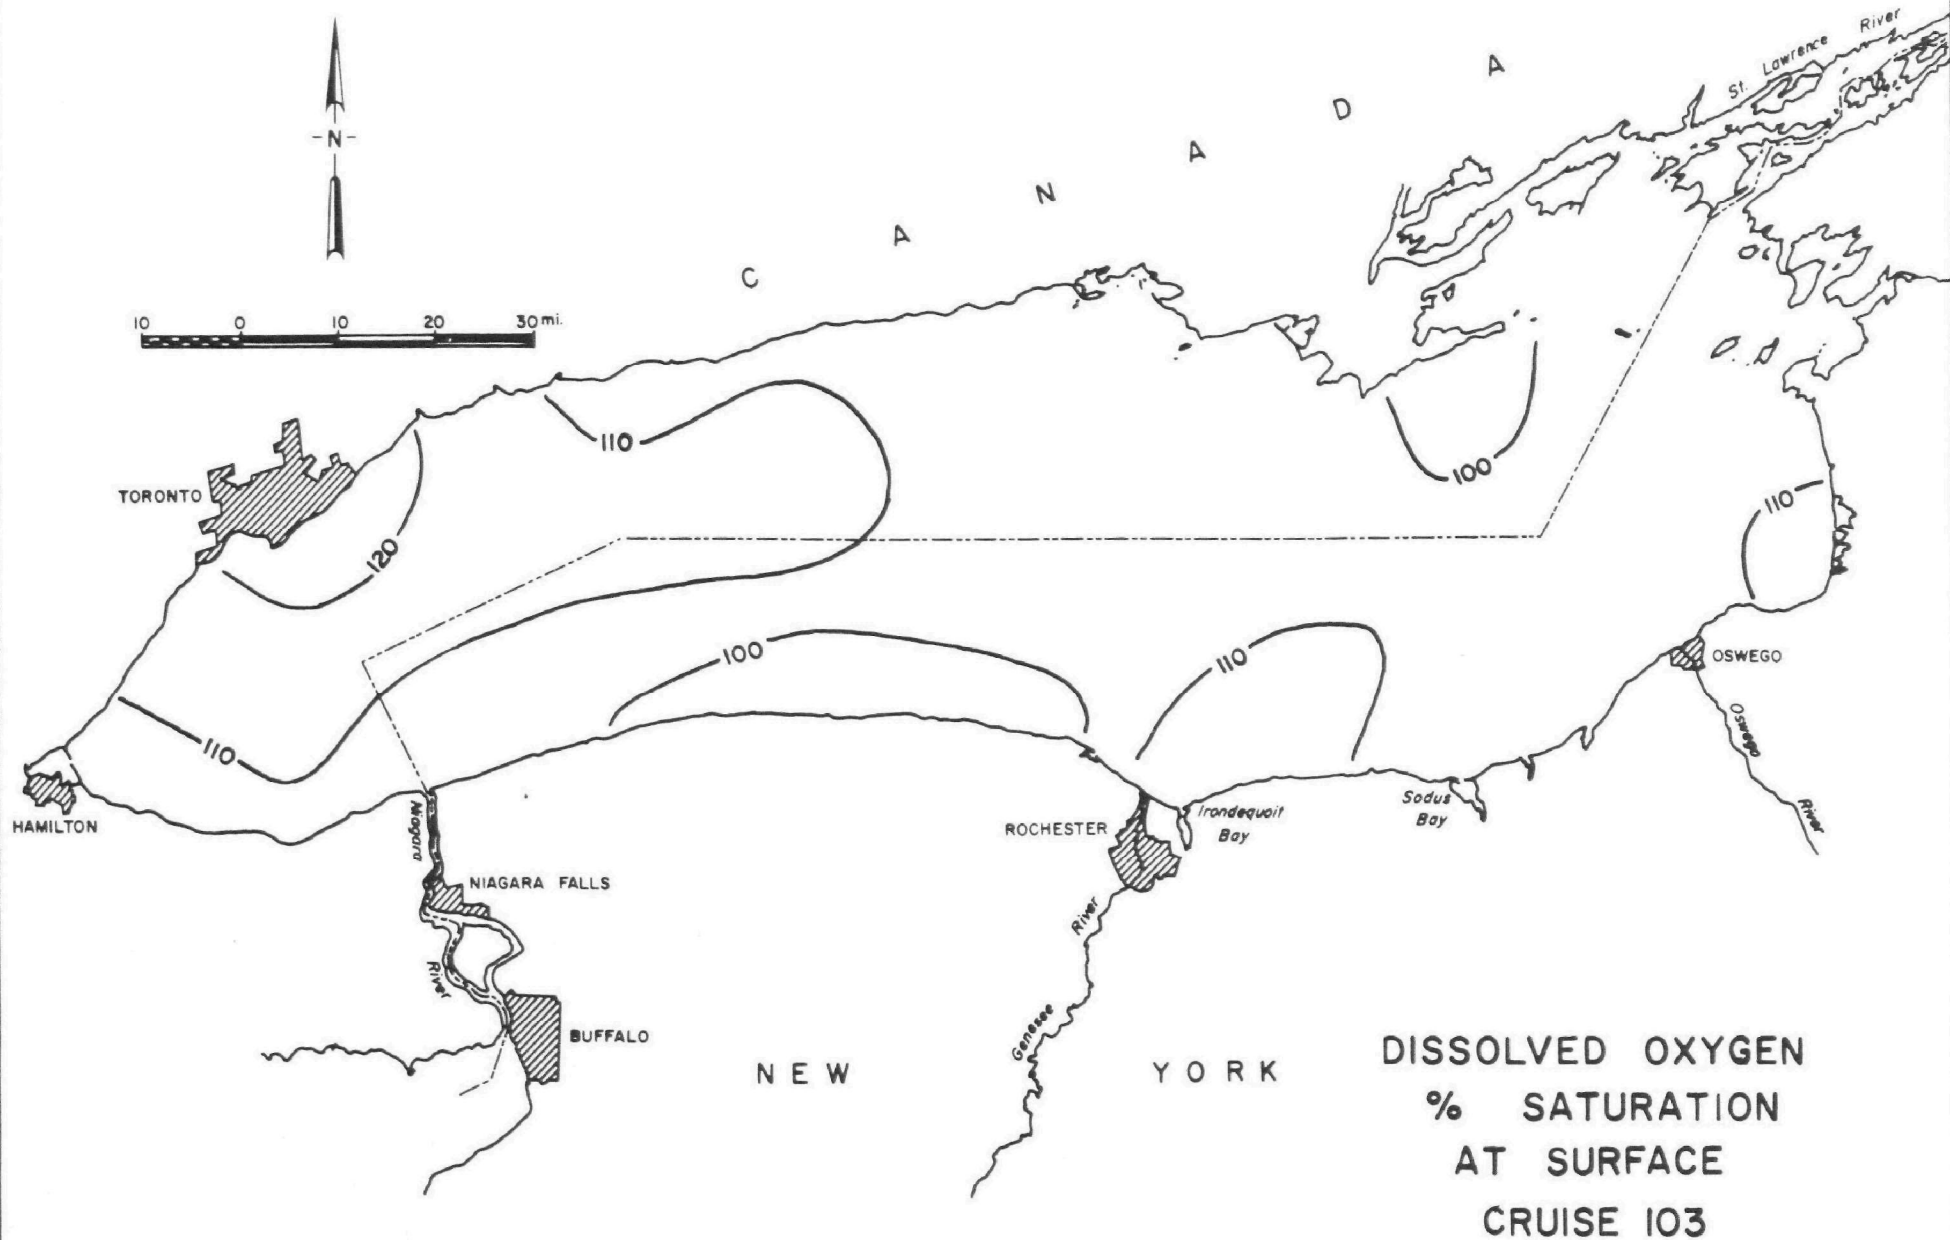 St. Lawrence River
C A N A D A
-N-
10 0 10 20 30 mi.
110
100
TORONTO
110
120
100
110
OSWEGO
110
HAMILTON
Niagara
ROCHESTER
Irondequoit
Bay
Sodus
Bay
Oswego
River
NIAGARA FALLS
River
River
Genesee
BUFFALO
NEW YORK
DISSOLVED OXYGEN
% SATURATION
AT SURFACE
CRUISE 103